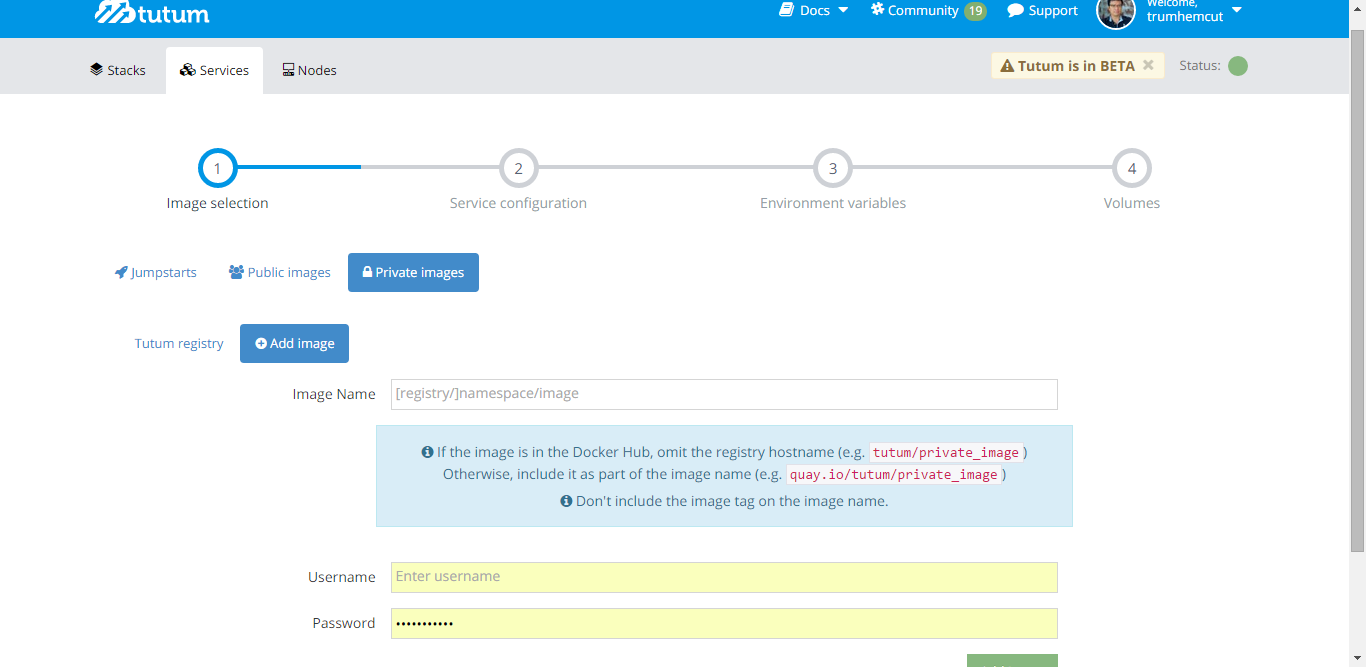 tutum
Docs
Community 19
Support
Welcome,
trumhemcut
Stacks
Services
Nodes
Tutum is in BETA ×
Status:
1
2
3
4
Image selection
Service configuration
Environment variables
Volumes
Jumpstarts
Public images
Private images
Tutum registry
Add image
Image Name
[registry/]namespace/image
If the image is in the Docker Hub, omit the registry hostname (e.g. tutum/private_image )
Otherwise, include it as part of the image name (e.g. quay.io/tutum/private_image )
Don't include the image tag on the image name.
Username
Enter username
Password
•••••••••••